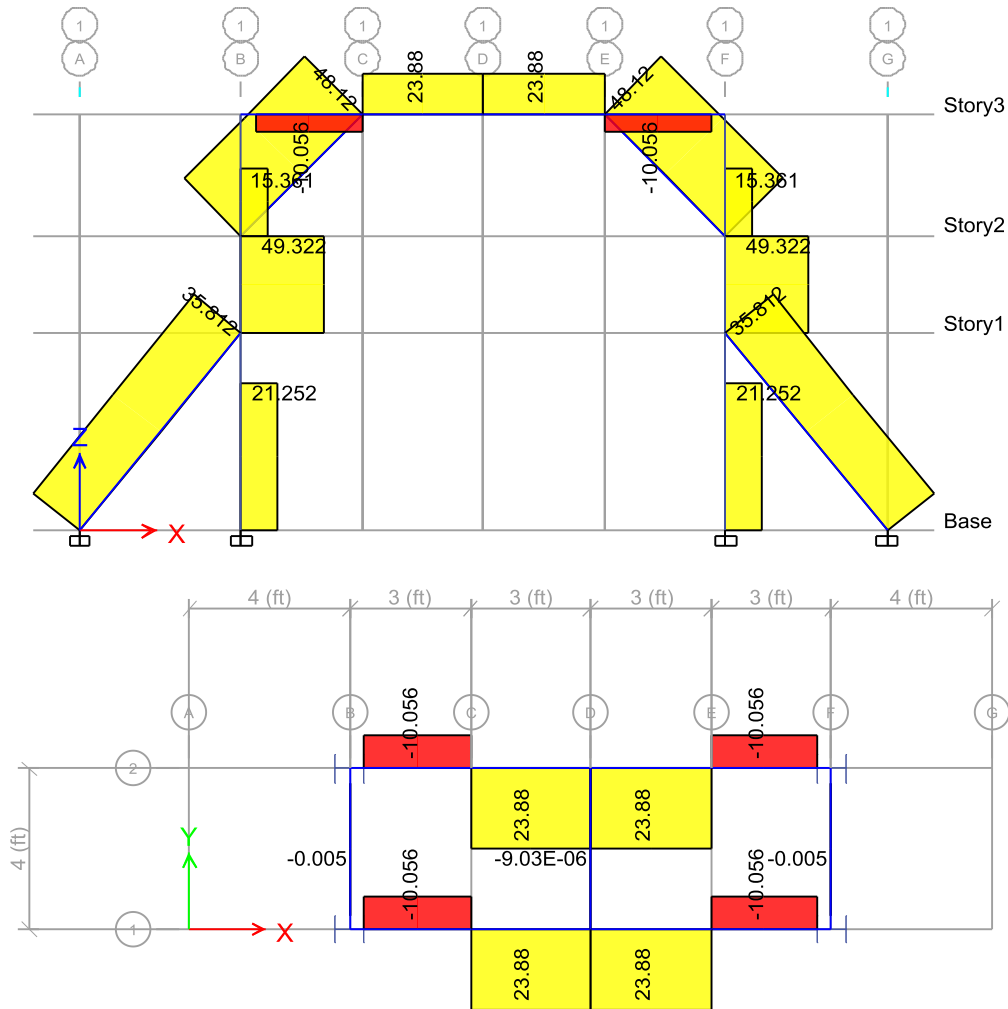 1 1 1 1 1 1 1
A B C D E F G
48.12 23.88 23.88 48.12
Story3
-10.056 -10.056
15.361 15.361
Story2
49.322 49.322
35.812 35.812
Story1
21.252 21.252
Z
Base
X
4 (ft) 3 (ft) 3 (ft) 3 (ft) 3 (ft) 4 (ft)
A B C D E F G
-10.056 -10.056
2
23.88 23.88
4 (ft)
Y
-0.005 -9.03E-06 -0.005
-10.056 -10.056
1
X
23.88 23.88